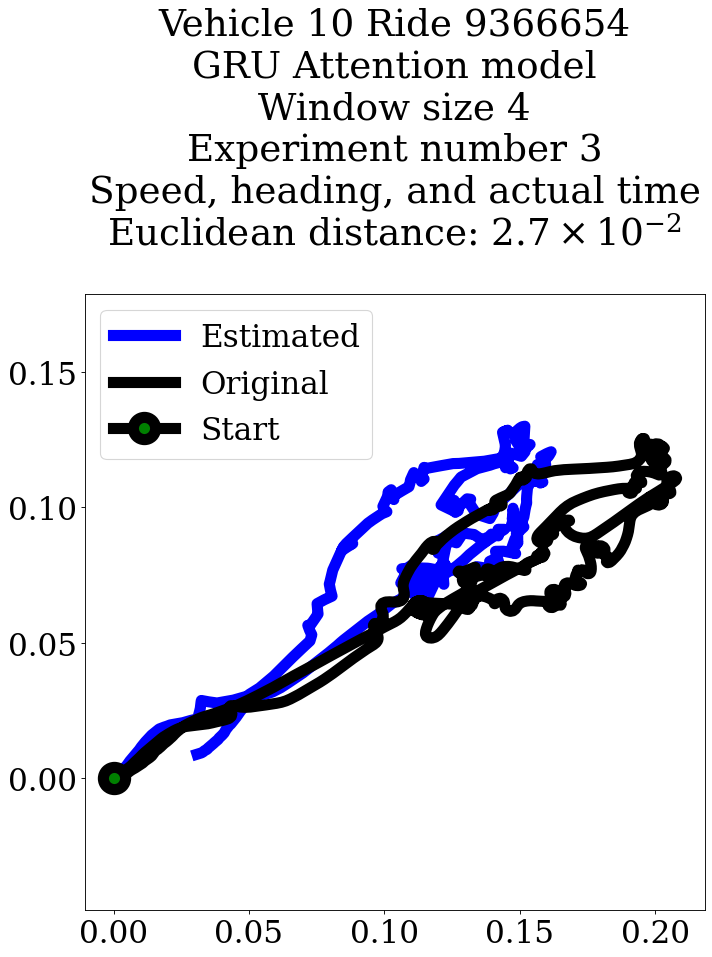 Vehicle 10 Ride 9366654
GRU Attention model
Window size 4
Experiment number 3
Speed, heading, and actual time
Euclidean distance: 2.7 × 10⁻²
Estimated
Original
Start
0.15
0.10
0.05
0.00
0.00 0.05 0.10 0.15 0.20